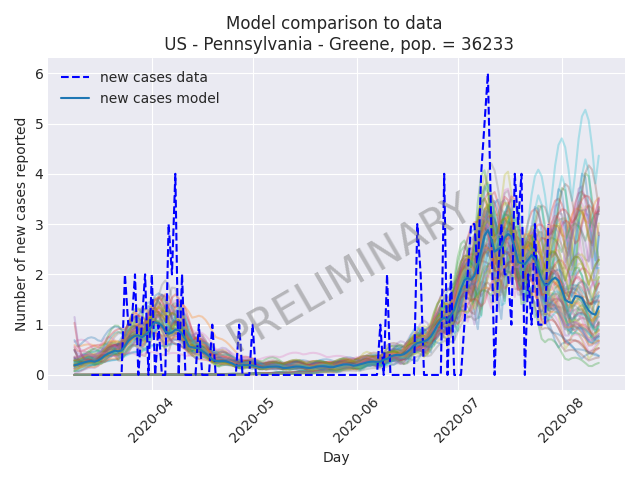 Model comparison to data
US - Pennsylvania - Greene, pop. = 36233
new cases data
new cases model
PRELIMINARY
Number of new cases reported
6
5
4
3
2
1
0
2020-04
2020-05
2020-06
2020-07
2020-08
Day